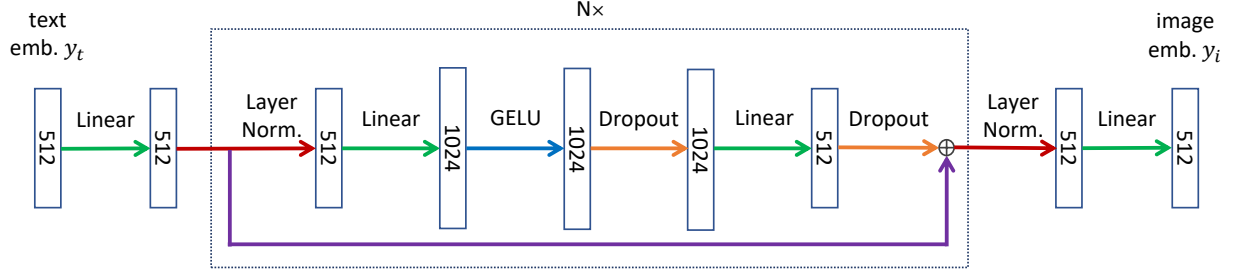 N×
text
emb. y_t
image
emb. y_i
512
Linear
512
Layer
Norm.
512
Linear
1024
GELU
1024
Dropout
1024
Linear
512
Dropout
⊕
Layer
Norm.
512
Linear
512